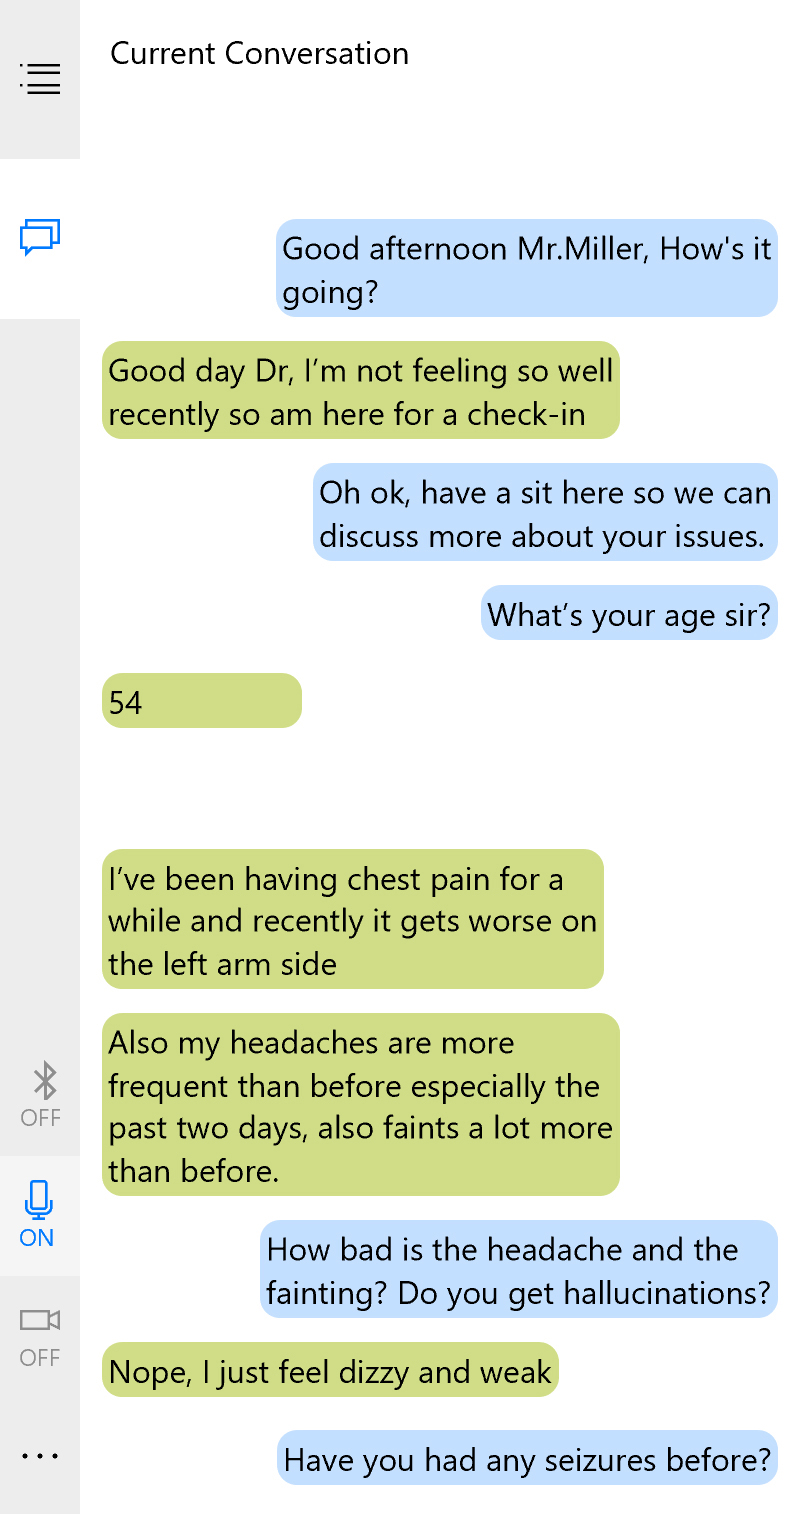 Current Conversation
Good afternoon Mr.Miller, How's it
going?
Good day Dr, I’m not feeling so well
recently so am here for a check-in
Oh ok, have a sit here so we can
discuss more about your issues.
What’s your age sir?
54
I’ve been having chest pain for a
while and recently it gets worse on
the left arm side
Also my headaches are more
frequent than before especially the
past two days, also faints a lot more
than before.
How bad is the headache and the
fainting? Do you get hallucinations?
Nope, I just feel dizzy and weak
Have you had any seizures before?
OFF
ON
OFF